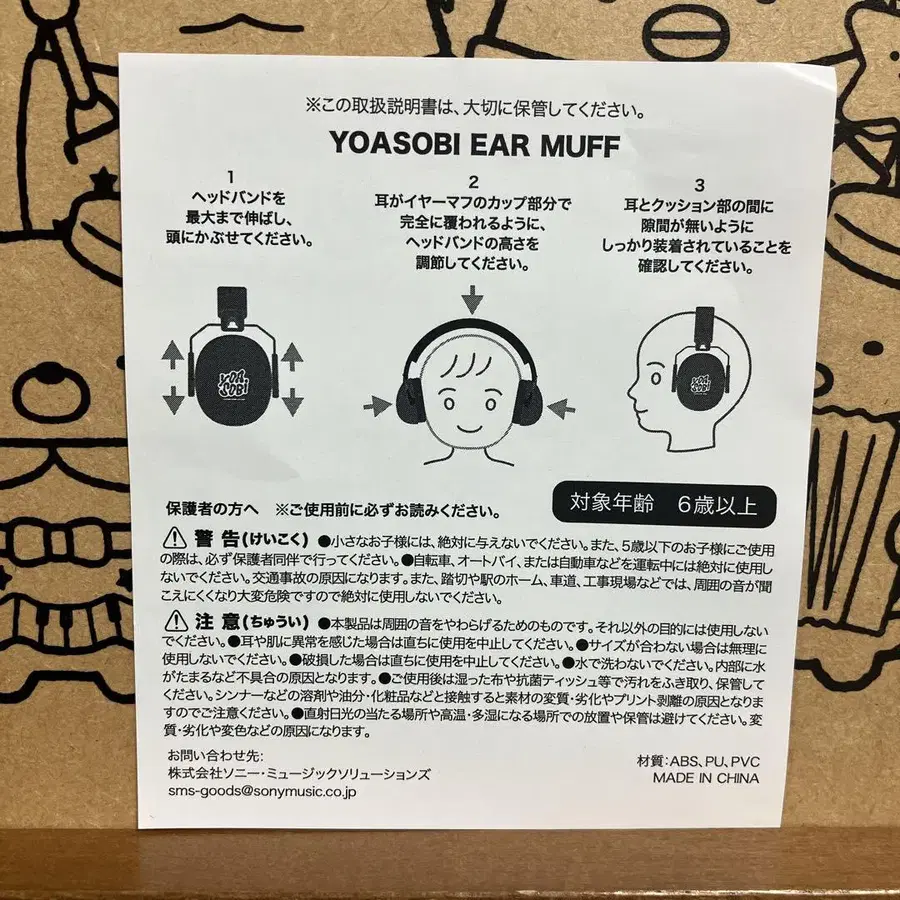 ※この取扱説明書は、大切に保管してください。
YOASOBI EAR MUFF
1
ヘッドバンドを
最大まで伸ばし、
頭にかぶせてください。
2
耳がイヤーマフのカップ部分で
完全に覆われるように、
ヘッドバンドの高さを
調節してください。
3
耳とクッション部の間に
隙間が無いように
しっかり装着されていることを
確認してください。
YOA
SOBI
YOA
SOBI
保護者の方へ ※ご使用前に必ずお読みください。
対象年齢 6歳以上
警告(けいこく) ●小さなお子様には、絶対に与えないでください。また、5歳以下のお子様にご使用
の際は、必ず保護者同伴で行ってください。●自転車、オートバイ、または自動車などを運転中には絶対に使用し
ないでください。交通事故の原因になります。また、踏切や駅のホーム、車道、工事現場などでは、周囲の音が聞
こえにくくなり大変危険ですので絶対に使用しないでください。
注意(ちゅうい) ●本製品は周囲の音をやわらげるためのものです。それ以外の目的には使用しない
でください。●耳や肌に異常を感じた場合は直ちに使用を中止してください。●サイズが合わない場合は無理に
使用しないでください。●破損した場合は直ちに使用を中止してください。●水で洗わないでください。内部に水
がたまるなど不具合の原因となります。●ご使用後は湿った布や抗菌ティッシュ等で汚れをふき取り、保管して
ください。シンナーなどの溶剤や油分・化粧品などと接触すると素材の変質・劣化やプリント剥離の原因となりま
すのでご注意ください。●直射日光の当たる場所や高温・多湿になる場所での放置や保管は避けてください。変
質・劣化や変色などの原因になります。
お問い合わせ先:
株式会社ソニー・ミュージックソリューションズ
sms-goods@sonymusic.co.jp
材質:ABS、PU、PVC
MADE IN CHINA